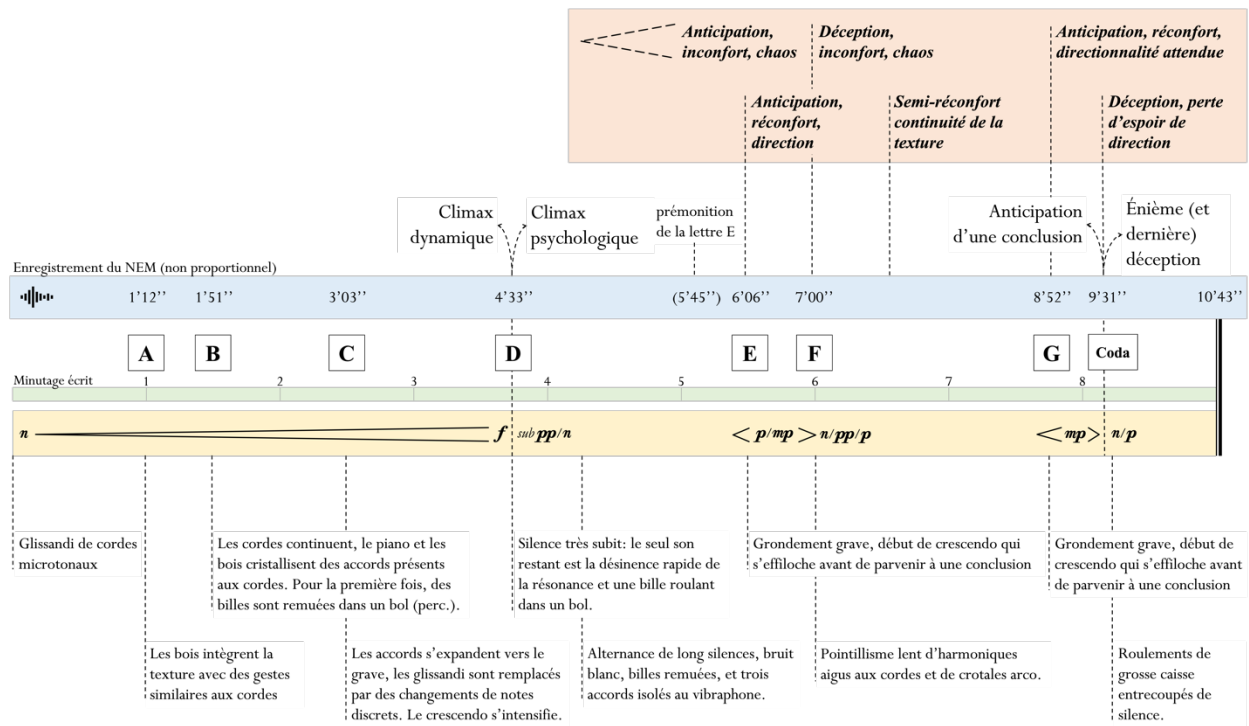 Anticipation,
inconfort, chaos
Déception,
inconfort, chaos
Anticipation, réconfort,
directionnalité attendue
Anticipation,
réconfort,
direction
Semi-réconfort
continuité de la
texture
Déception, perte
d’espoir de
direction
Climax
dynamique
Climax
psychologique
prémonition
de la lettre E
Anticipation
d’une conclusion
Énième (et
dernière)
déception
Enregistrement du NEM (non proportionnel)
1’12’’ 1’51’’ 3’03’’ 4’33’’ (5’45’’) 6’06’’ 7’00’’ 8’52’’ 9’31’’ 10’43’’
A B C D E F G Coda
Minutage écrit 1 2 3 4 5 6 7 8
n f sub pp/n < p/mp > n/pp/p < mp > n/p
Glissandi de cordes
microtonaux
Les cordes continuent, le piano et les
bois cristallisent des accords présents
aux cordes. Pour la première fois, des
billes sont remuées dans un bol (perc.).
Silence très subit: le seul son
restant est la désinence rapide de
la résonance et une bille roulant
dans un bol.
Grondement grave, début de crescendo qui
s’effiloche avant de parvenir à une conclusion
Grondement grave, début de
crescendo qui s’effiloche avant
de parvenir à une conclusion
Les bois intègrent la
texture avec des gestes
similaires aux cordes
Les accords s’expandent vers le
grave, les glissandi sont remplacés
par des changements de notes
discrets. Le crescendo s’intensifie.
Alternance de long silences, bruit
blanc, billes remuées, et trois
accords isolés au vibraphone.
Pointillisme lent d’harmoniques
aigus aux cordes et de crotales arco.
Roulements de
grosse caisse
entrecoupés de
silence.